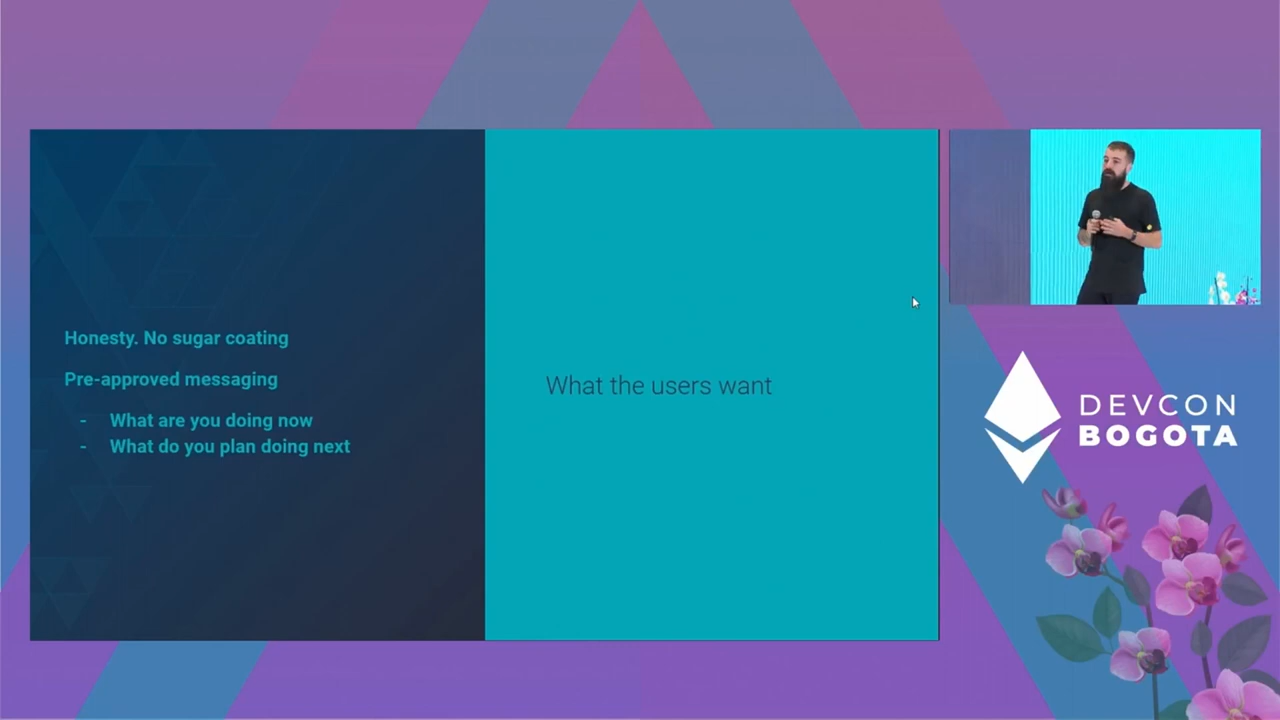 Honesty. No sugar coating
Pre-approved messaging
- What are you doing now
- What do you plan doing next
What the users want
DEVCON
BOGOTA